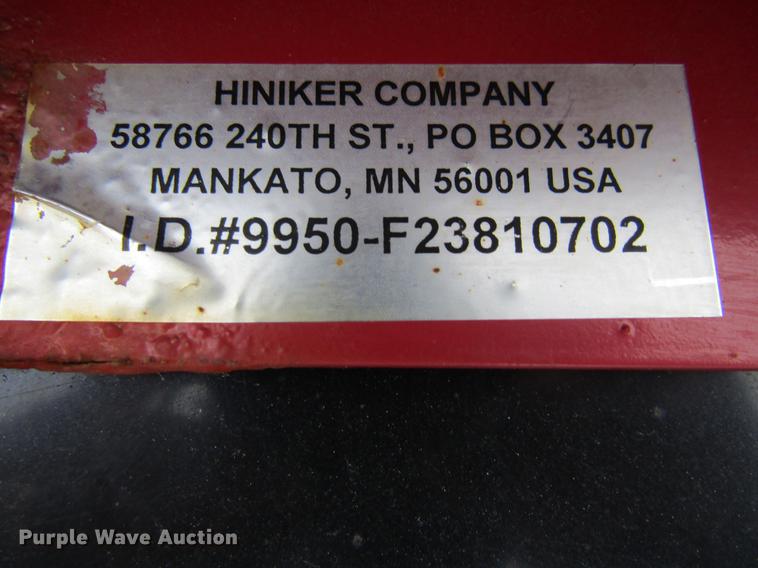 HINIKER COMPANY
58766 240TH ST., PO BOX 3407
MANKATO, MN 56001 USA
I.D.#9950-F23810702
Purple Wave Auction